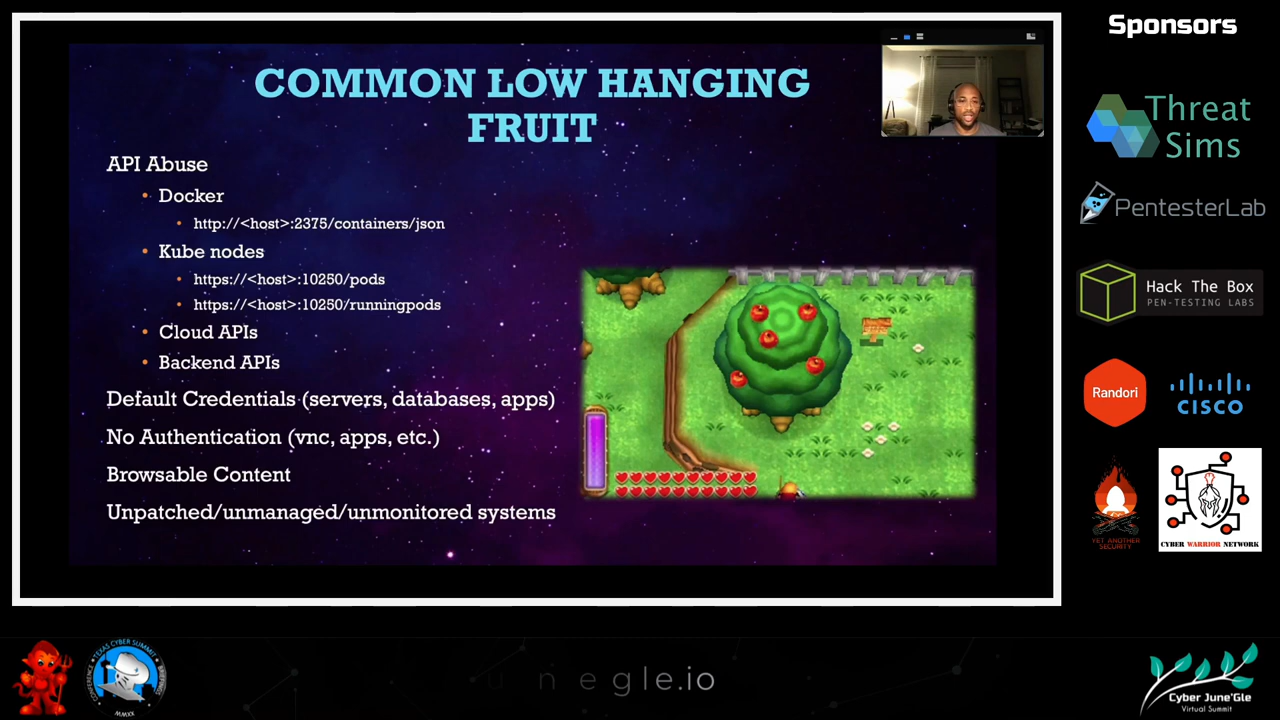 COMMON LOW HANGING
FRUIT
API Abuse
• Docker
• http://<host>:2375/containers/json
• Kube nodes
• https://<host>:10250/pods
• https://<host>:10250/runningpods
• Cloud APIs
• Backend APIs
Default Credentials (servers, databases, apps)
No Authentication (vnc, apps, etc.)
Browsable Content
Unpatched/unmanaged/unmonitored systems
Sponsors
Threat
Sims
PentesterLab
Hack The Box
PEN-TESTING LABS
Randori
CISCO
YET ANOTHER
SECURITY
CYBER WARRIOR NETWORK
TEXAS CYBER SUMMIT
CONFERENCE
MMXX
u n e g l e.io
Cyber June'Gle
Virtual Summit